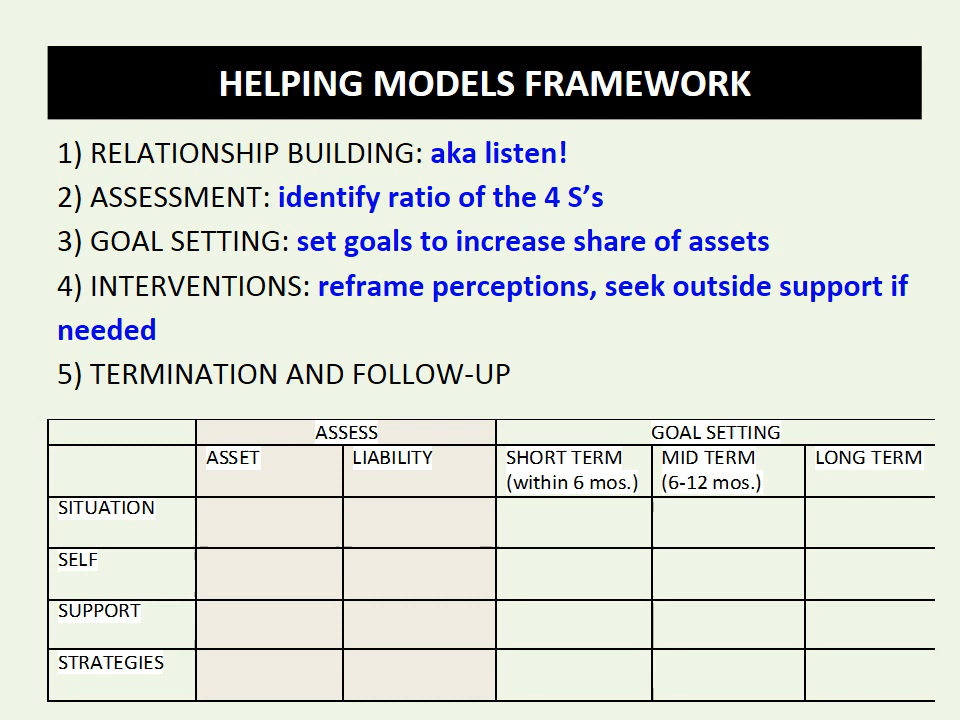 HELPING MODELS FRAMEWORK
1) RELATIONSHIP BUILDING: aka listen!
2) ASSESSMENT: identify ratio of the 4 S’s
3) GOAL SETTING: set goals to increase share of assets
4) INTERVENTIONS: reframe perceptions, seek outside support if
needed
5) TERMINATION AND FOLLOW-UP
ASSESS GOAL SETTING
ASSET LIABILITY SHORT TERM MID TERM LONG TERM
(within 6 mos.) (6-12 mos.)
SITUATION
SELF
SUPPORT
STRATEGIES